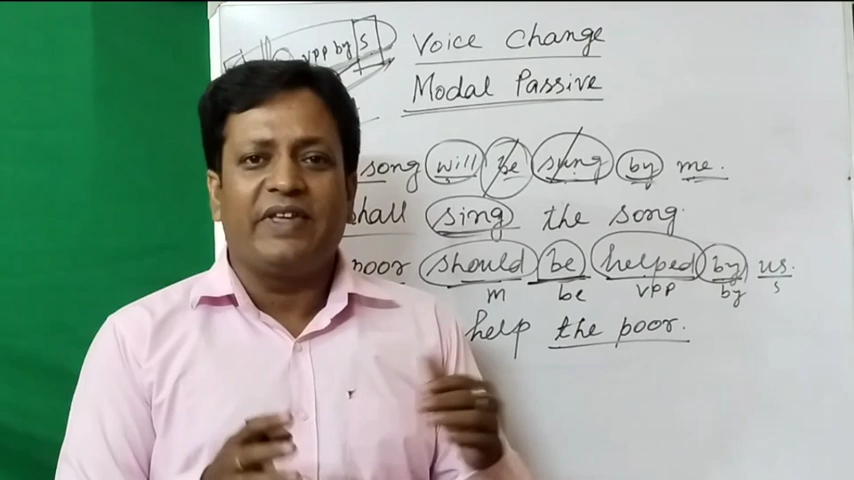 vpp by s
Voice Change
Modal Passive
song will be sung by me.
shall sing the song.
poor should be helped by us.
m be vpp by s
help the poor.